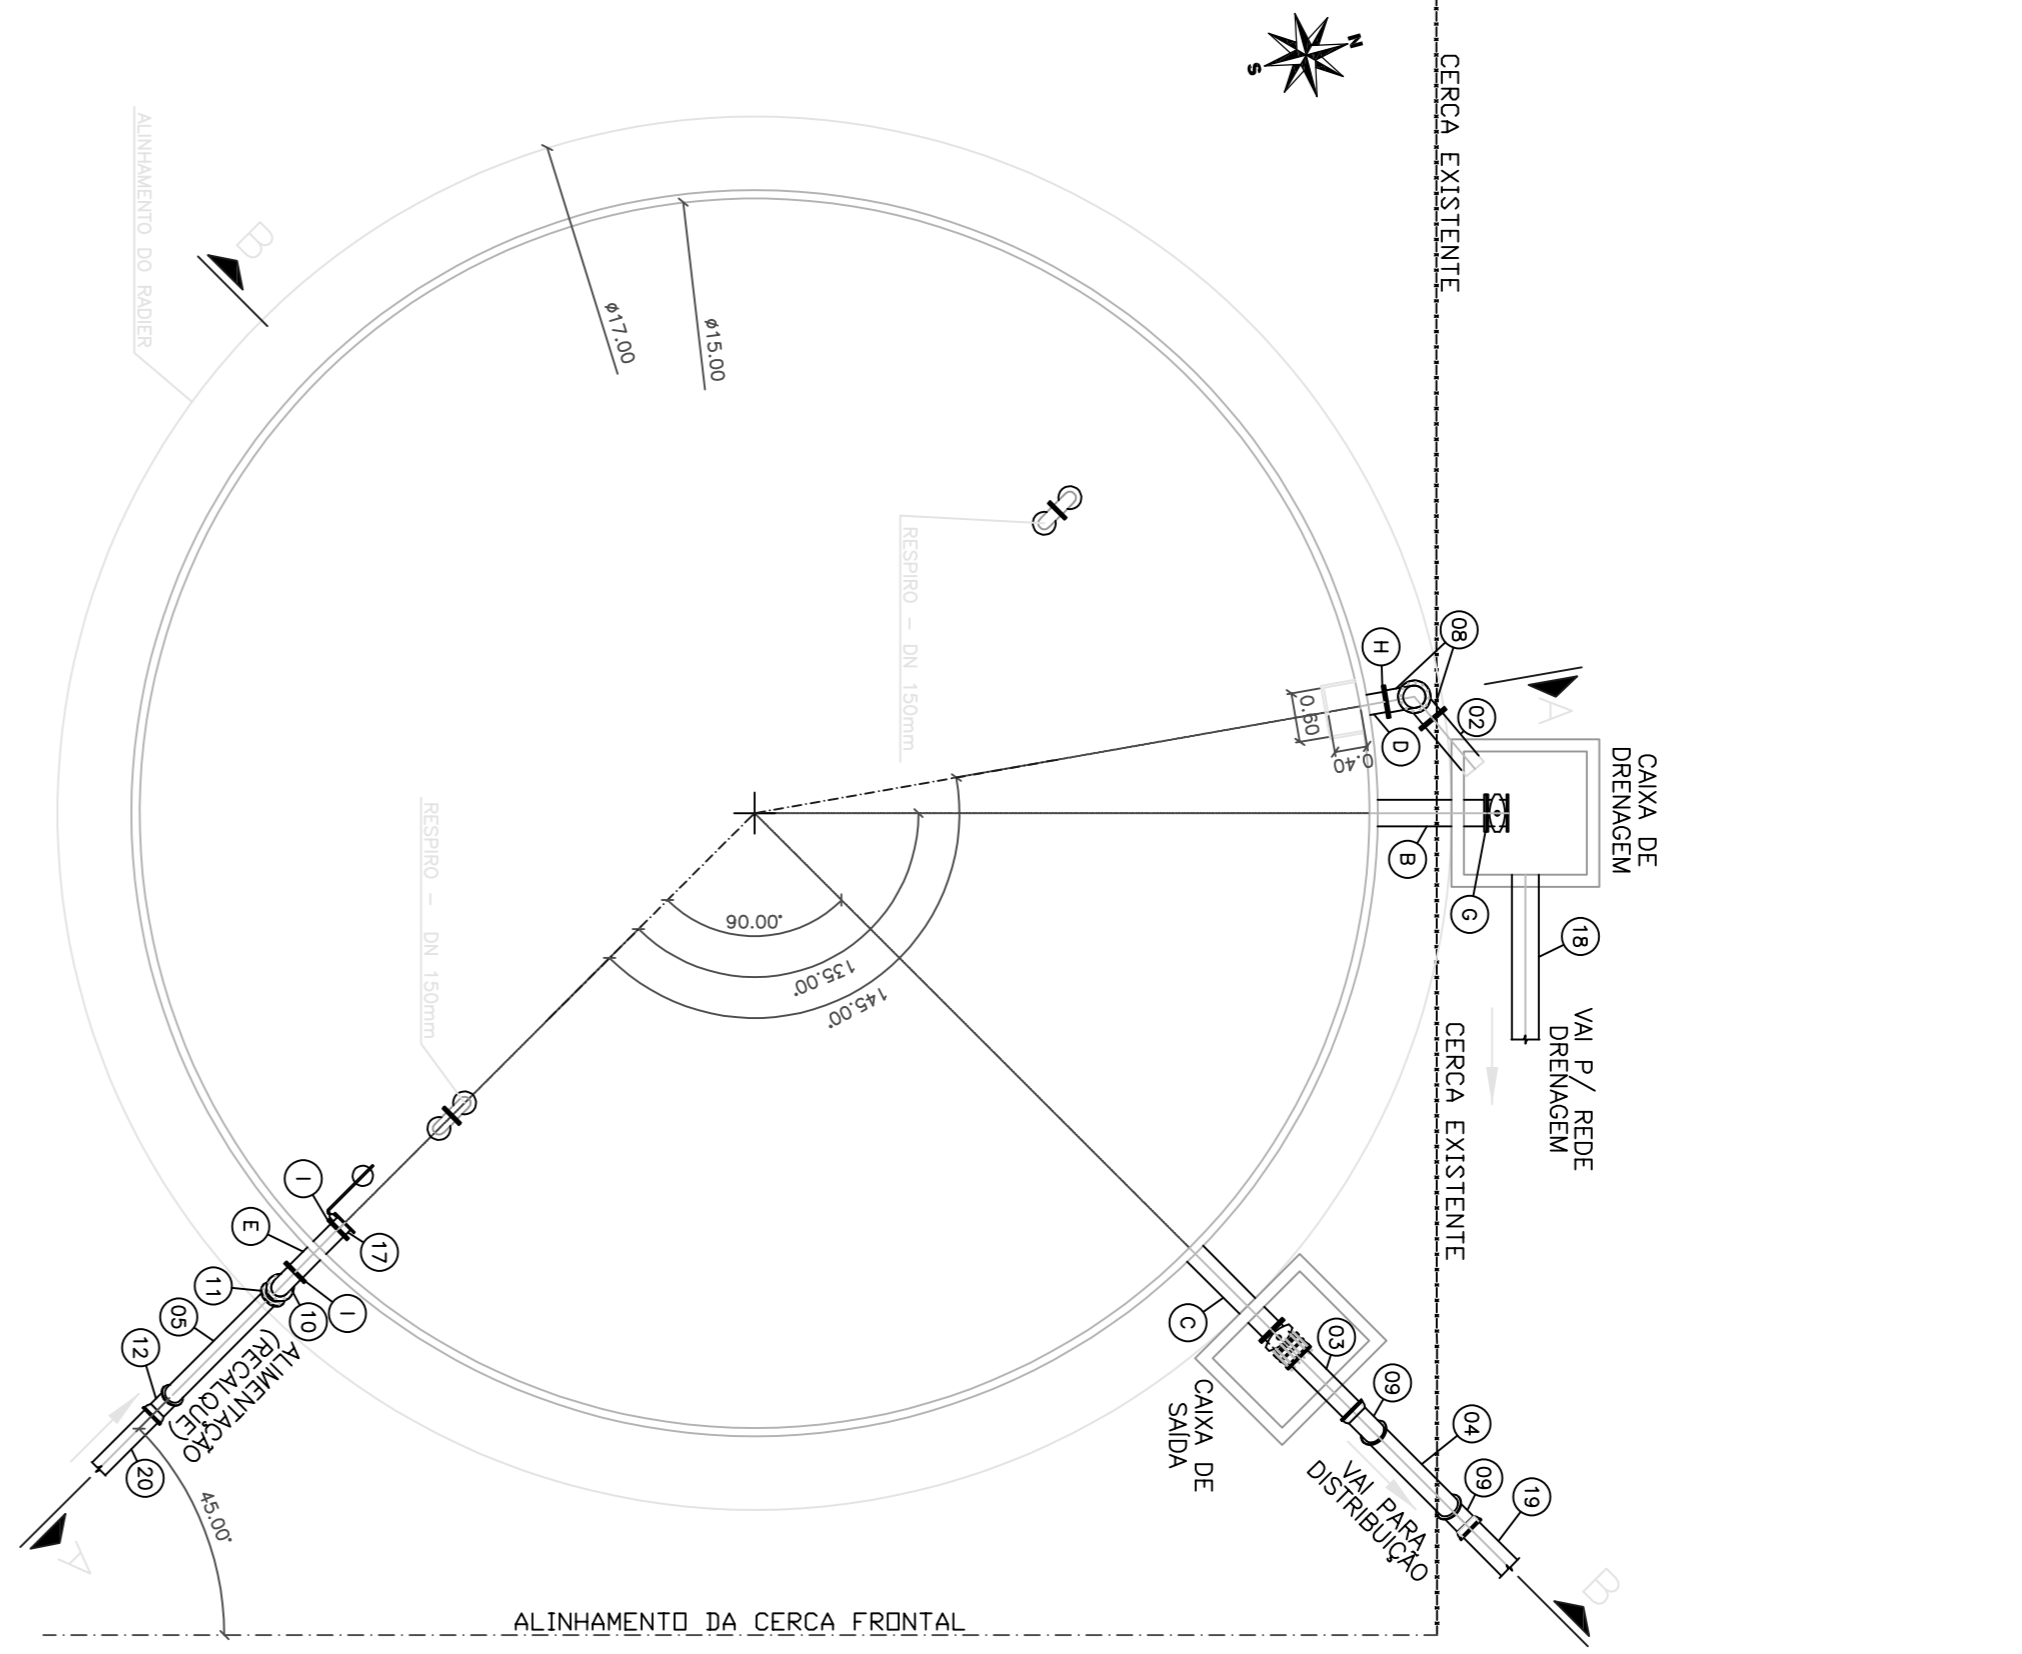 N
S
CERCA EXISTENTE
ALINHAMENTO DO RADIER
B
ø17.00
ø15.00
RESPIRO - DN 150mm
08
H
02
A
D
0.60
0.40
CAIXA DE
DRENAGEM
B
G
18
VAI P/ REDE
DRENAGEM
CERCA EXISTENTE
90.00°
135.00°
145.00°
RESPIRO - DN 150mm
I
E
17
11
10
I
05
12
ALIMENTAÇÃO
(RECALQUE)
20
45.00°
A
C
03
09
CAIXA DE
SAÍDA
04
09
19
VAI PARA
DISTRIBUIÇÃO
B
ALINHAMENTO DA CERCA FRONTAL